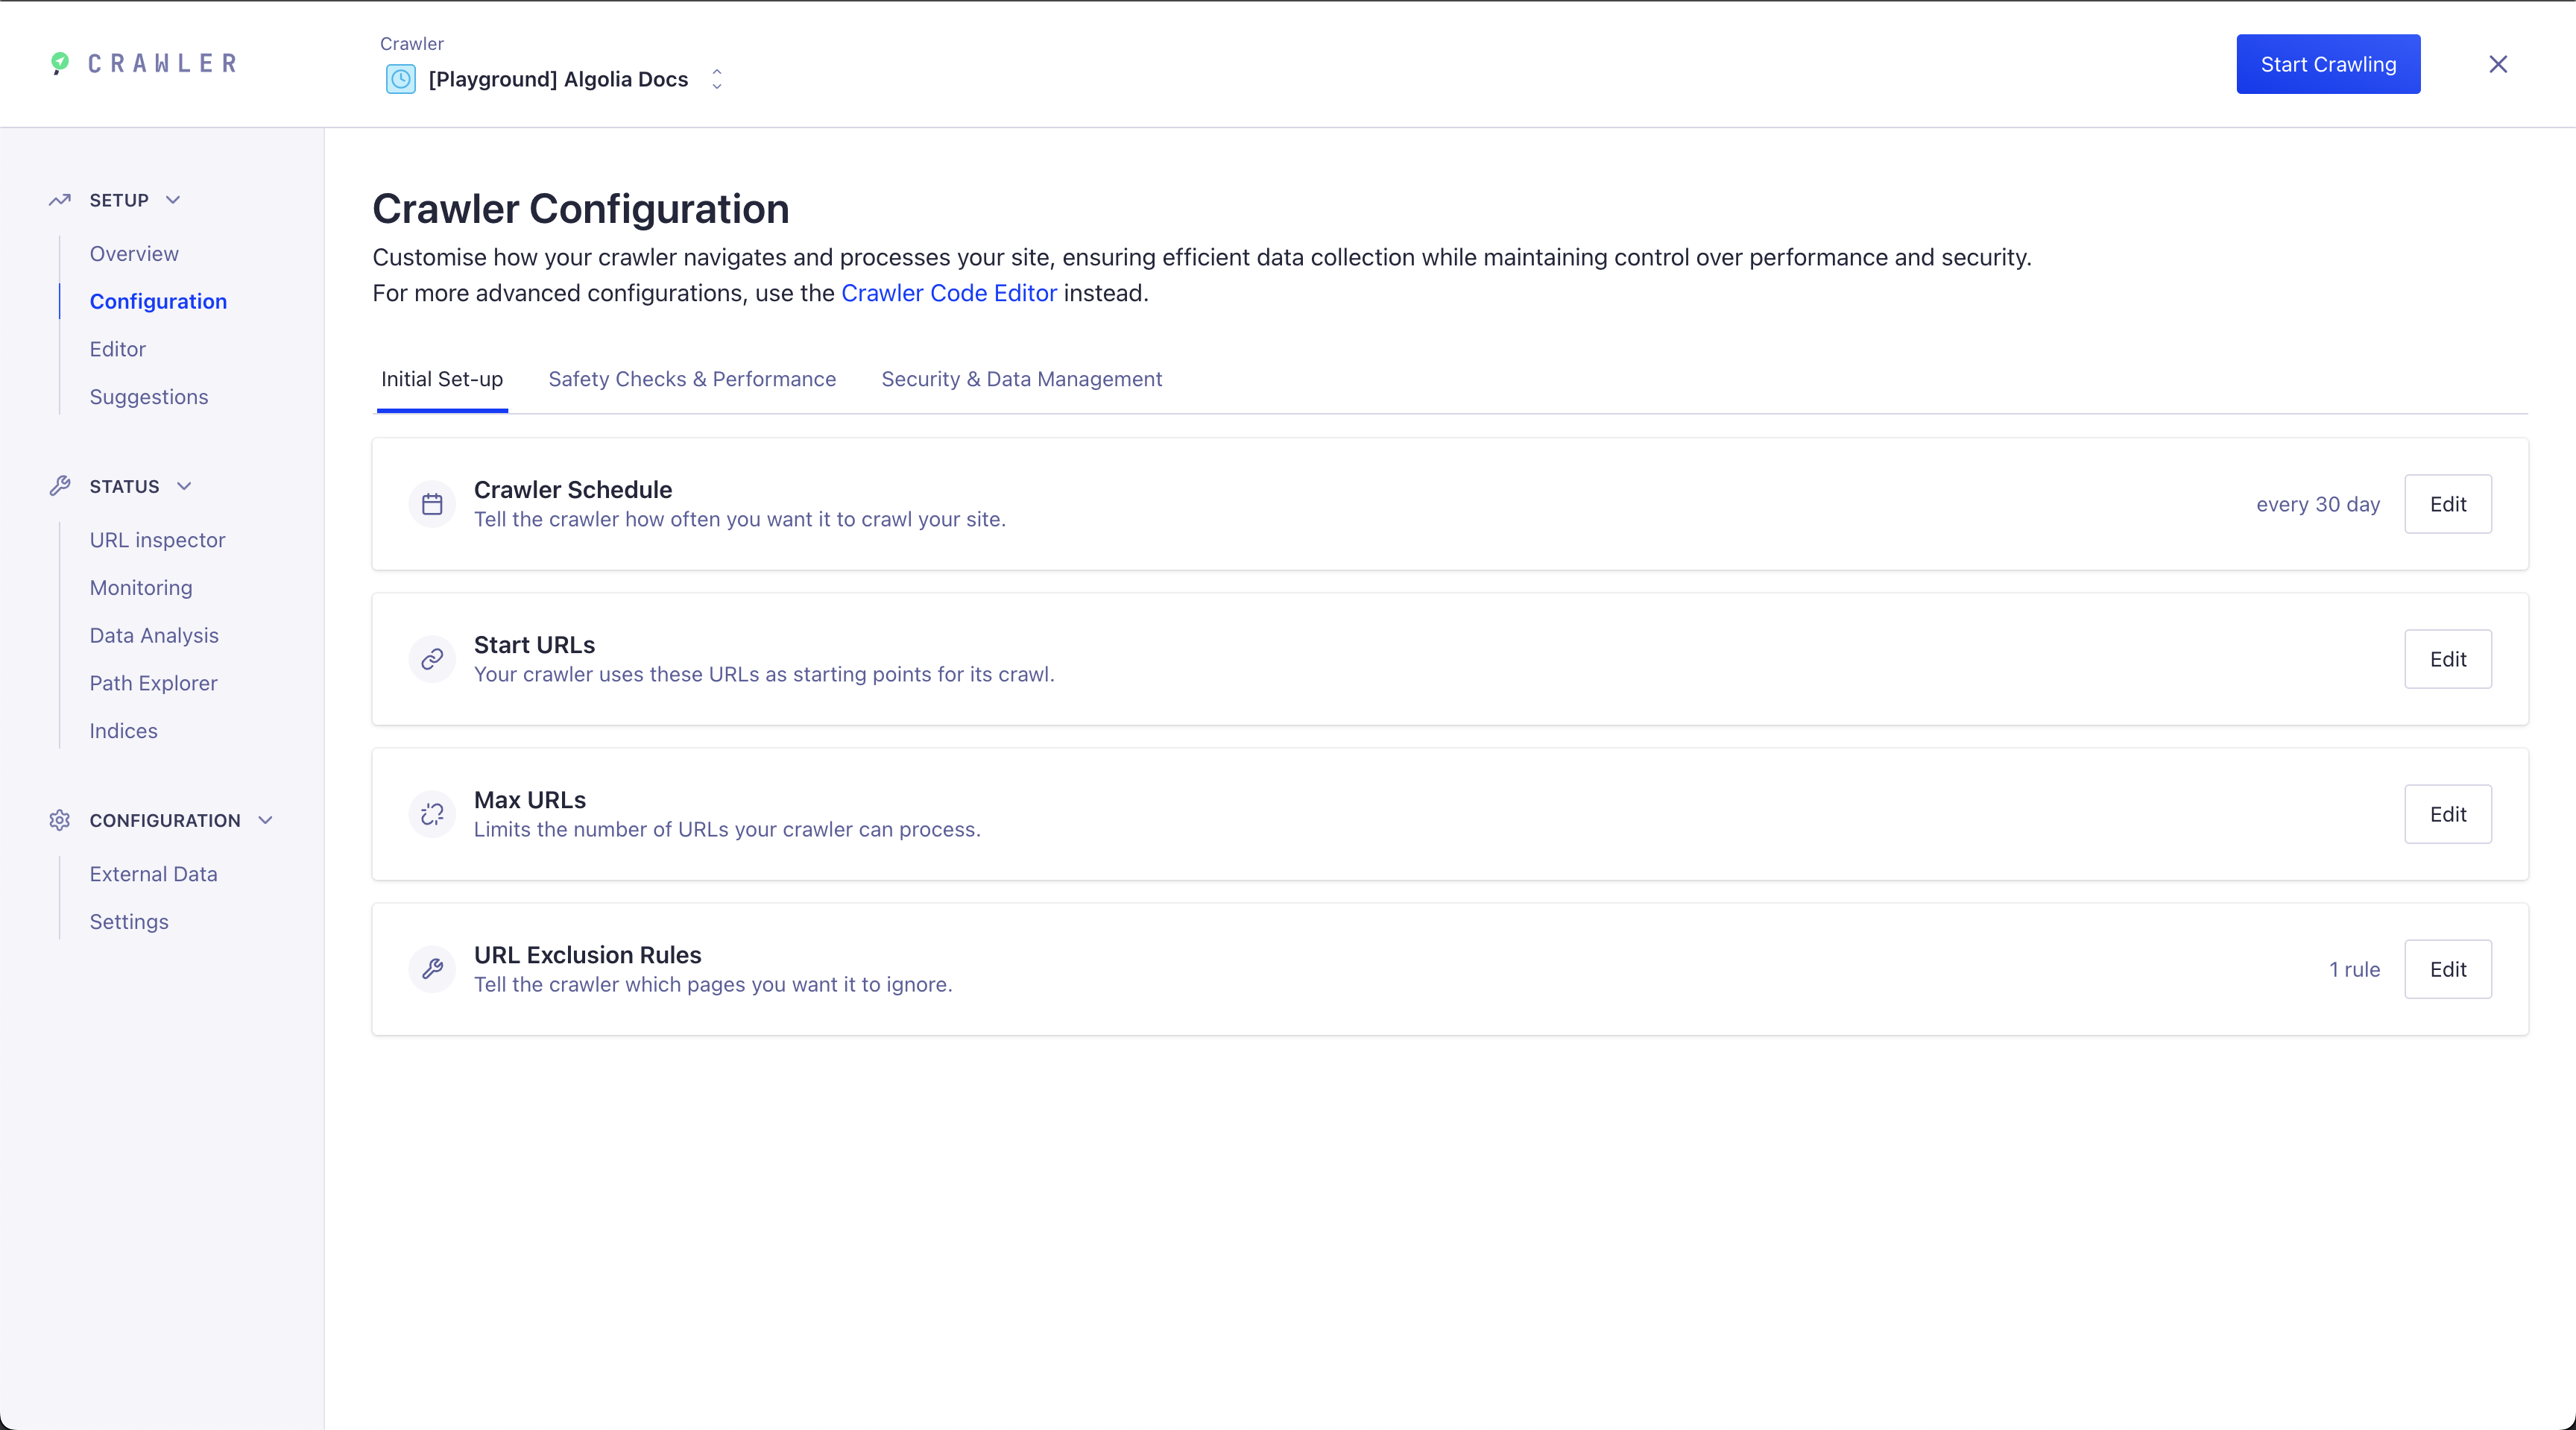 CRAWLER
Crawler
[Playground] Algolia Docs
Start Crawling
SETUP
Overview
Configuration
Editor
Suggestions
STATUS
URL inspector
Monitoring
Data Analysis
Path Explorer
Indices
CONFIGURATION
External Data
Settings
Crawler Configuration
Customise how your crawler navigates and processes your site, ensuring efficient data collection while maintaining control over performance and security.
For more advanced configurations, use the Crawler Code Editor instead.
Initial Set-up
Safety Checks & Performance
Security & Data Management
Crawler Schedule
Tell the crawler how often you want it to crawl your site.
every 30 day
Edit
Start URLs
Your crawler uses these URLs as starting points for its crawl.
Edit
Max URLs
Limits the number of URLs your crawler can process.
Edit
URL Exclusion Rules
Tell the crawler which pages you want it to ignore.
1 rule
Edit